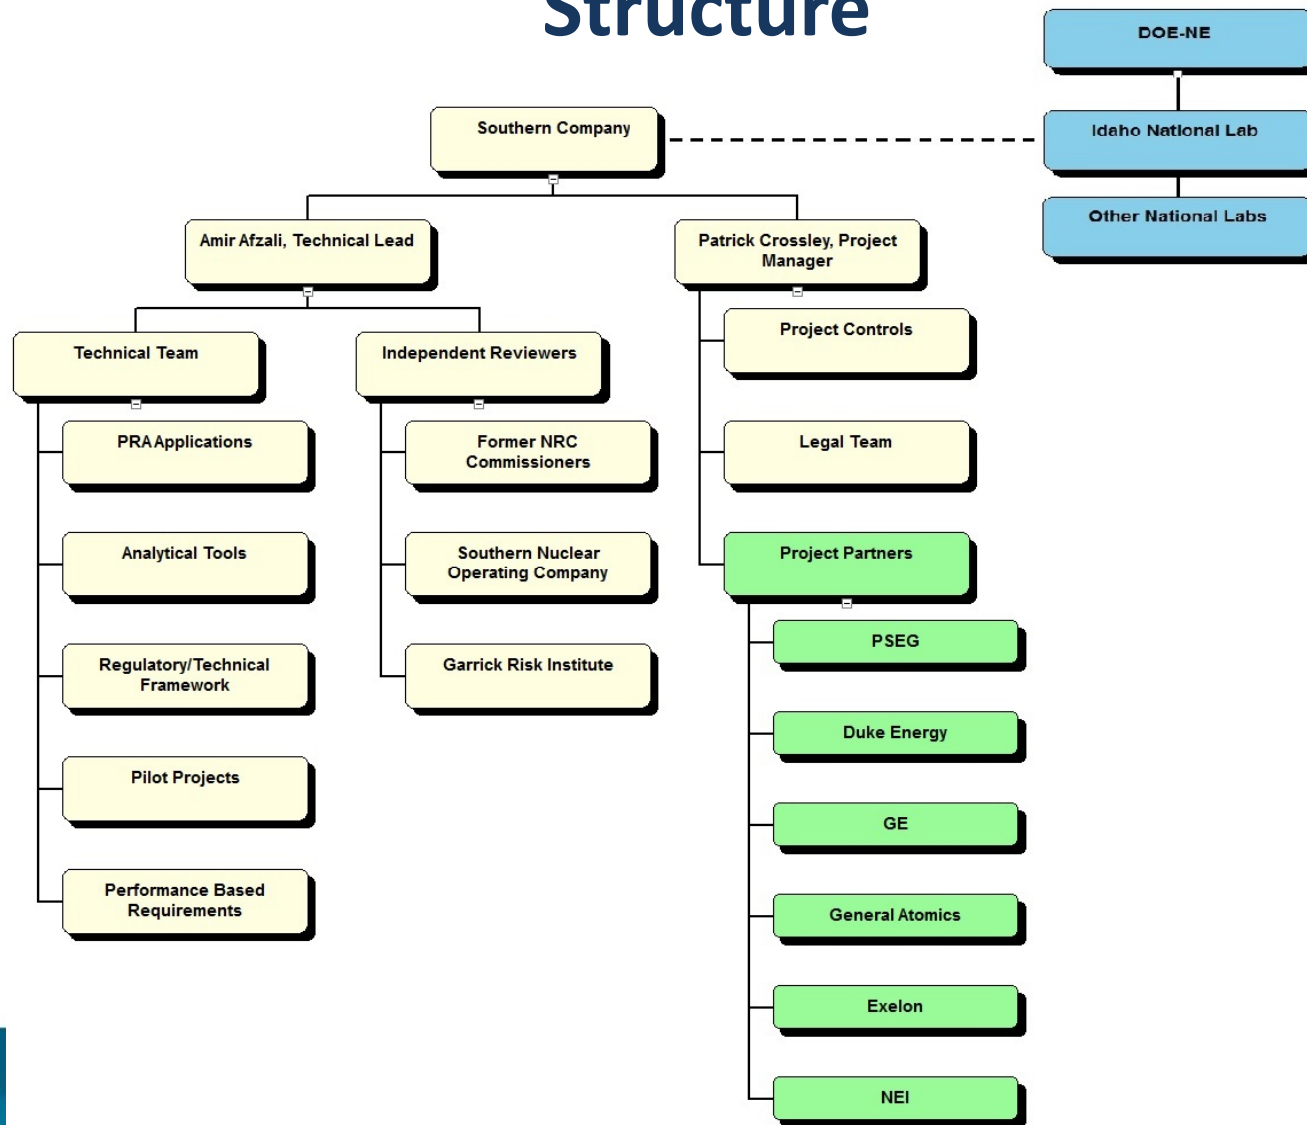 Structure
DOE-NE
Idaho National Lab
Other National Labs
Southern Company
Amir Afzali, Technical Lead
Patrick Crossley, Project
Manager
Technical Team
PRA Applications
Analytical Tools
Regulatory/Technical
Framework
Pilot Projects
Performance Based
Requirements
Independent Reviewers
Former NRC
Commissioners
Southern Nuclear
Operating Company
Garrick Risk Institute
Project Controls
Legal Team
Project Partners
PSEG
Duke Energy
GE
General Atomics
Exelon
NEI